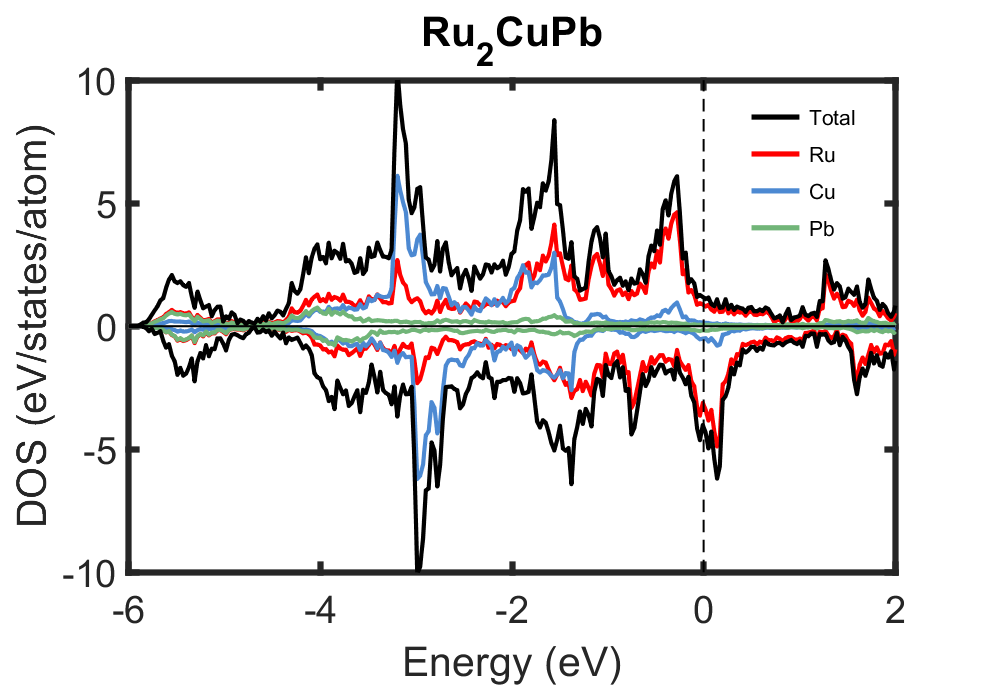 Ru2CuPb
10
5
0
-5
-10
DOS (eV/states/atom)
Total
Ru
Cu
Pb
-6 -4 -2 0 2
Energy (eV)